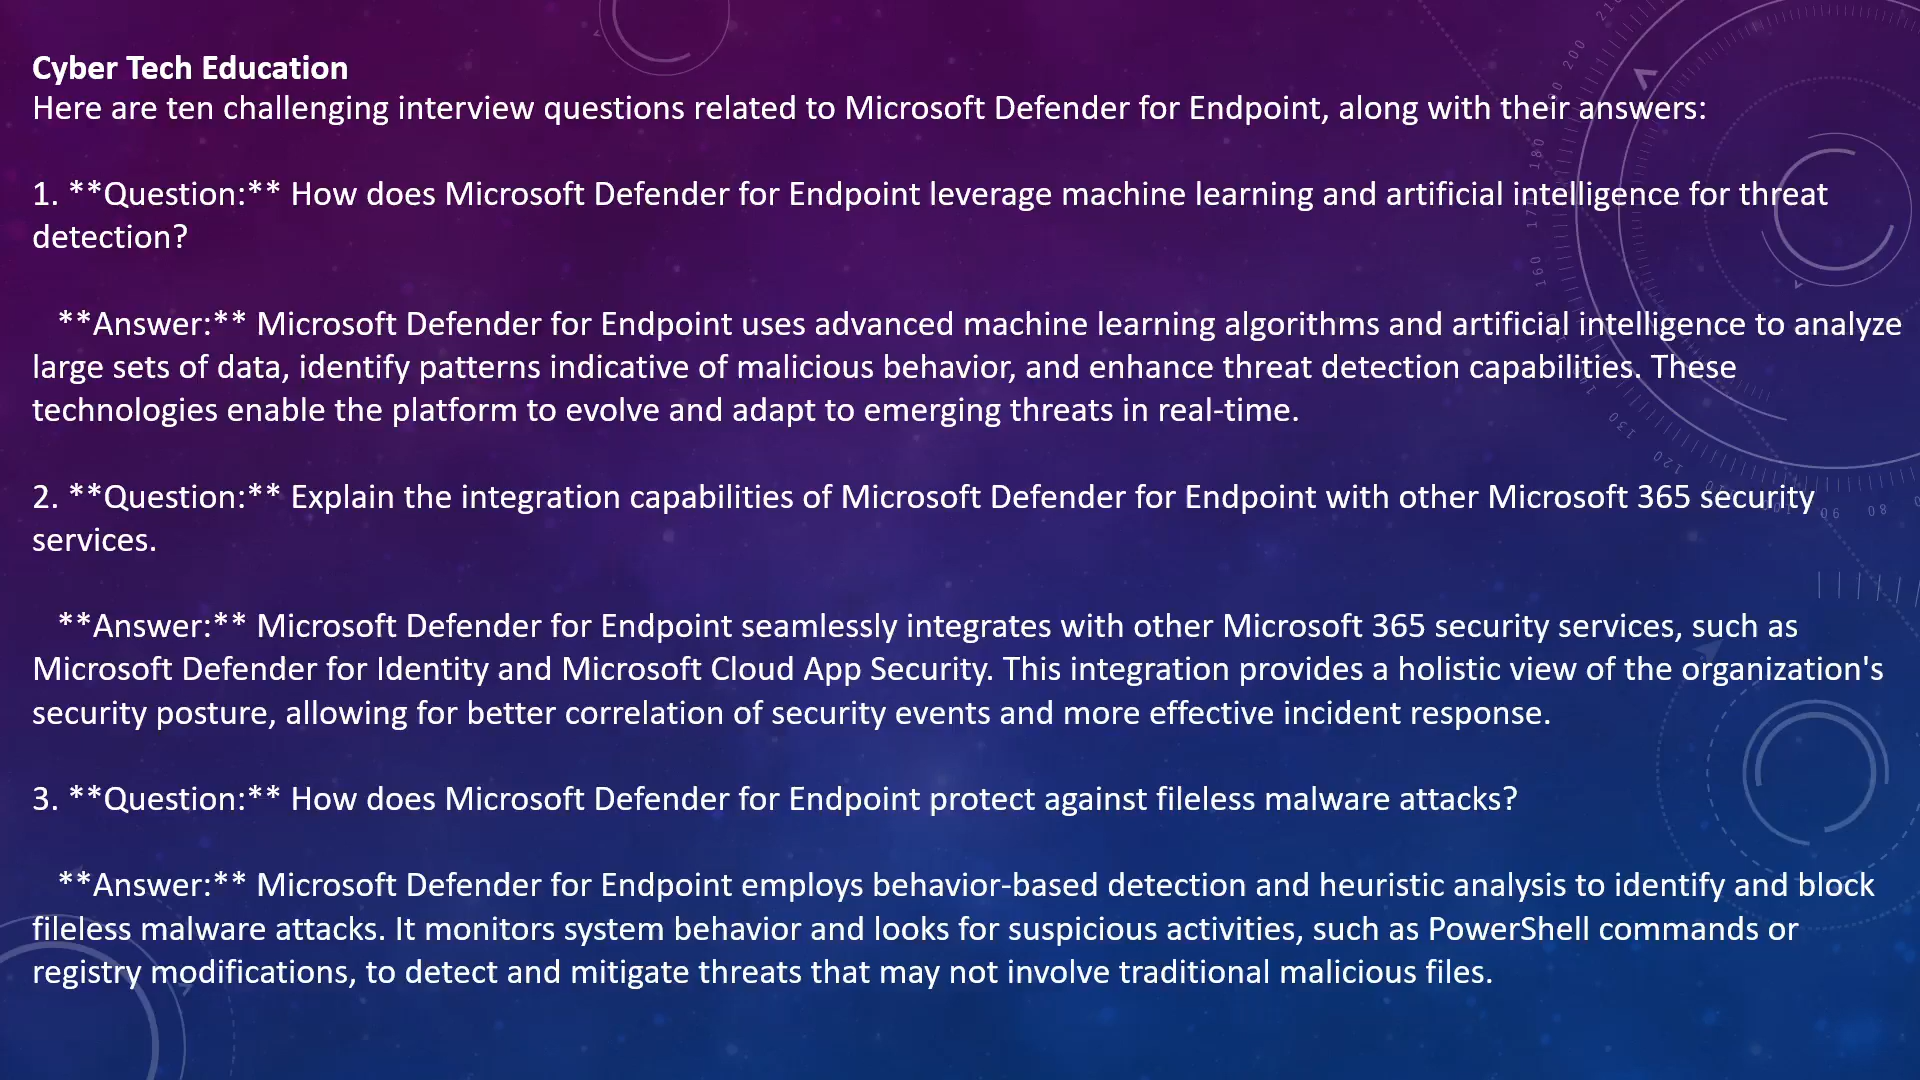 Cyber Tech Education
Here are ten challenging interview questions related to Microsoft Defender for Endpoint, along with their answers:
1. **Question:** How does Microsoft Defender for Endpoint leverage machine learning and artificial intelligence for threat
detection?
**Answer:** Microsoft Defender for Endpoint uses advanced machine learning algorithms and artificial intelligence to analyze
large sets of data, identify patterns indicative of malicious behavior, and enhance threat detection capabilities. These
technologies enable the platform to evolve and adapt to emerging threats in real-time.
2. **Question:** Explain the integration capabilities of Microsoft Defender for Endpoint with other Microsoft 365 security
services.
**Answer:** Microsoft Defender for Endpoint seamlessly integrates with other Microsoft 365 security services, such as
Microsoft Defender for Identity and Microsoft Cloud App Security. This integration provides a holistic view of the organization's
security posture, allowing for better correlation of security events and more effective incident response.
3. **Question:** How does Microsoft Defender for Endpoint protect against fileless malware attacks?
**Answer:** Microsoft Defender for Endpoint employs behavior-based detection and heuristic analysis to identify and block
fileless malware attacks. It monitors system behavior and looks for suspicious activities, such as PowerShell commands or
registry modifications, to detect and mitigate threats that may not involve traditional malicious files.
210
200
180
170
160
130
120
90
80